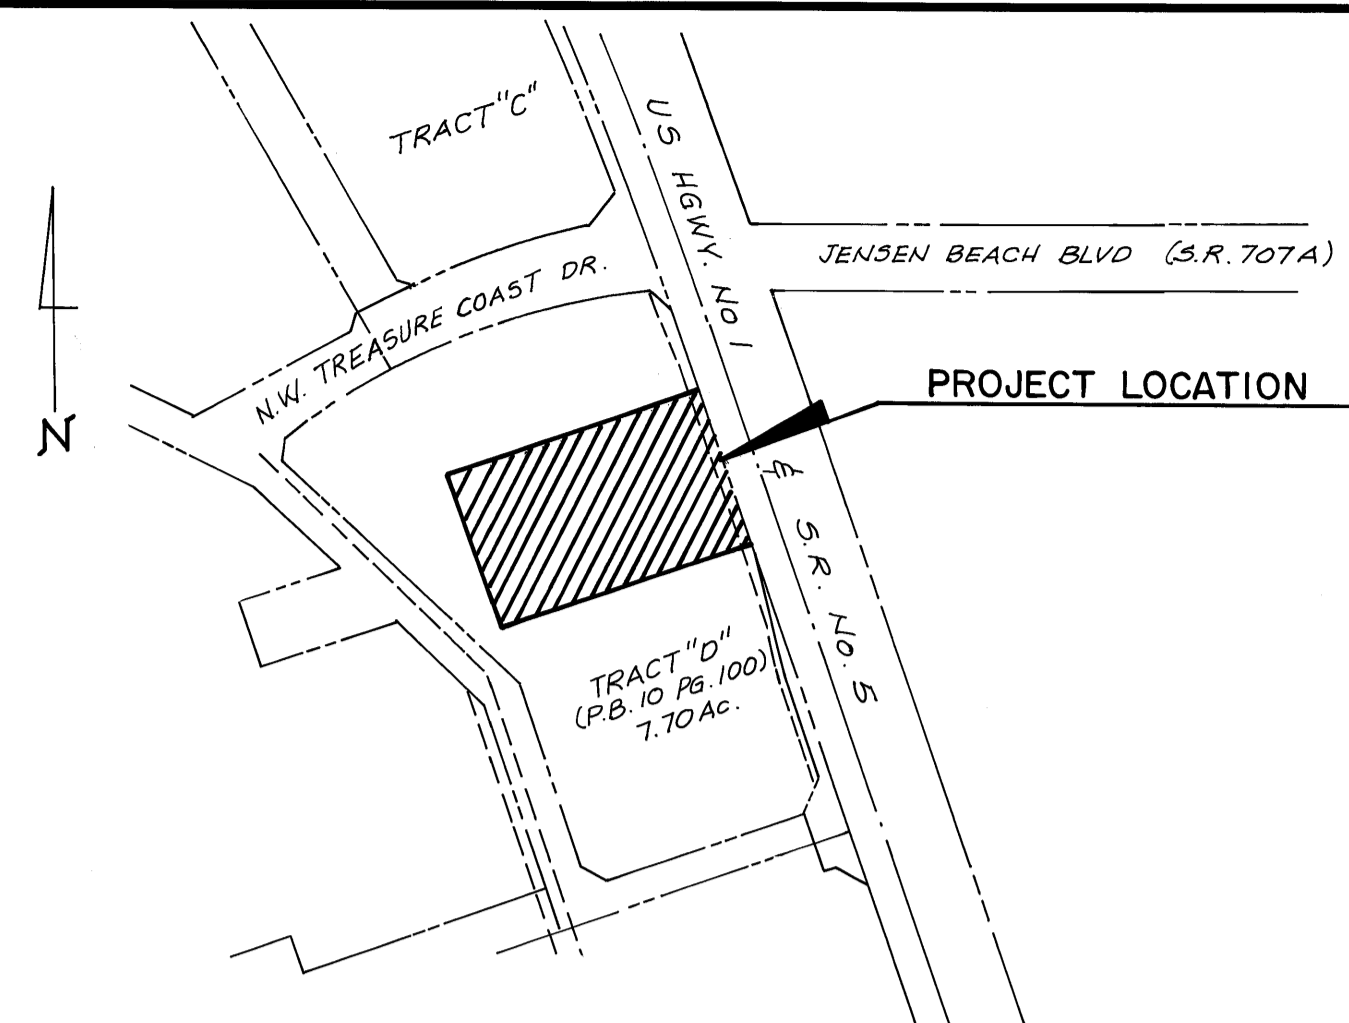 TRACT "C"
US HGWY. NO 1
JENSEN BEACH BLVD (S.R. 707A)
N.W. TREASURE COAST DR.
PROJECT LOCATION
N
℄ S.R. NO. 5
TRACT "D"
(P.B. 10 PG. 100)
7.70 Ac.